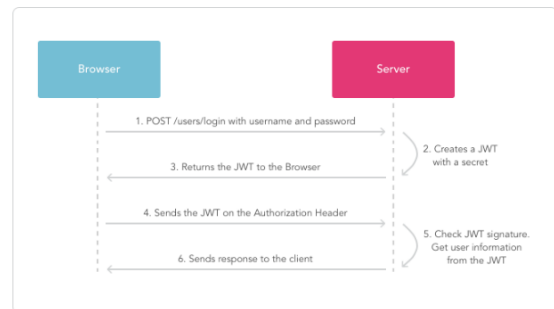 Browser
Server
1. POST /users/login with username and password
2. Creates a JWT
with a secret
3. Returns the JWT to the Browser
4. Sends the JWT on the Authorization Header
5. Check JWT signature.
Get user information
from the JWT
6. Sends response to the client